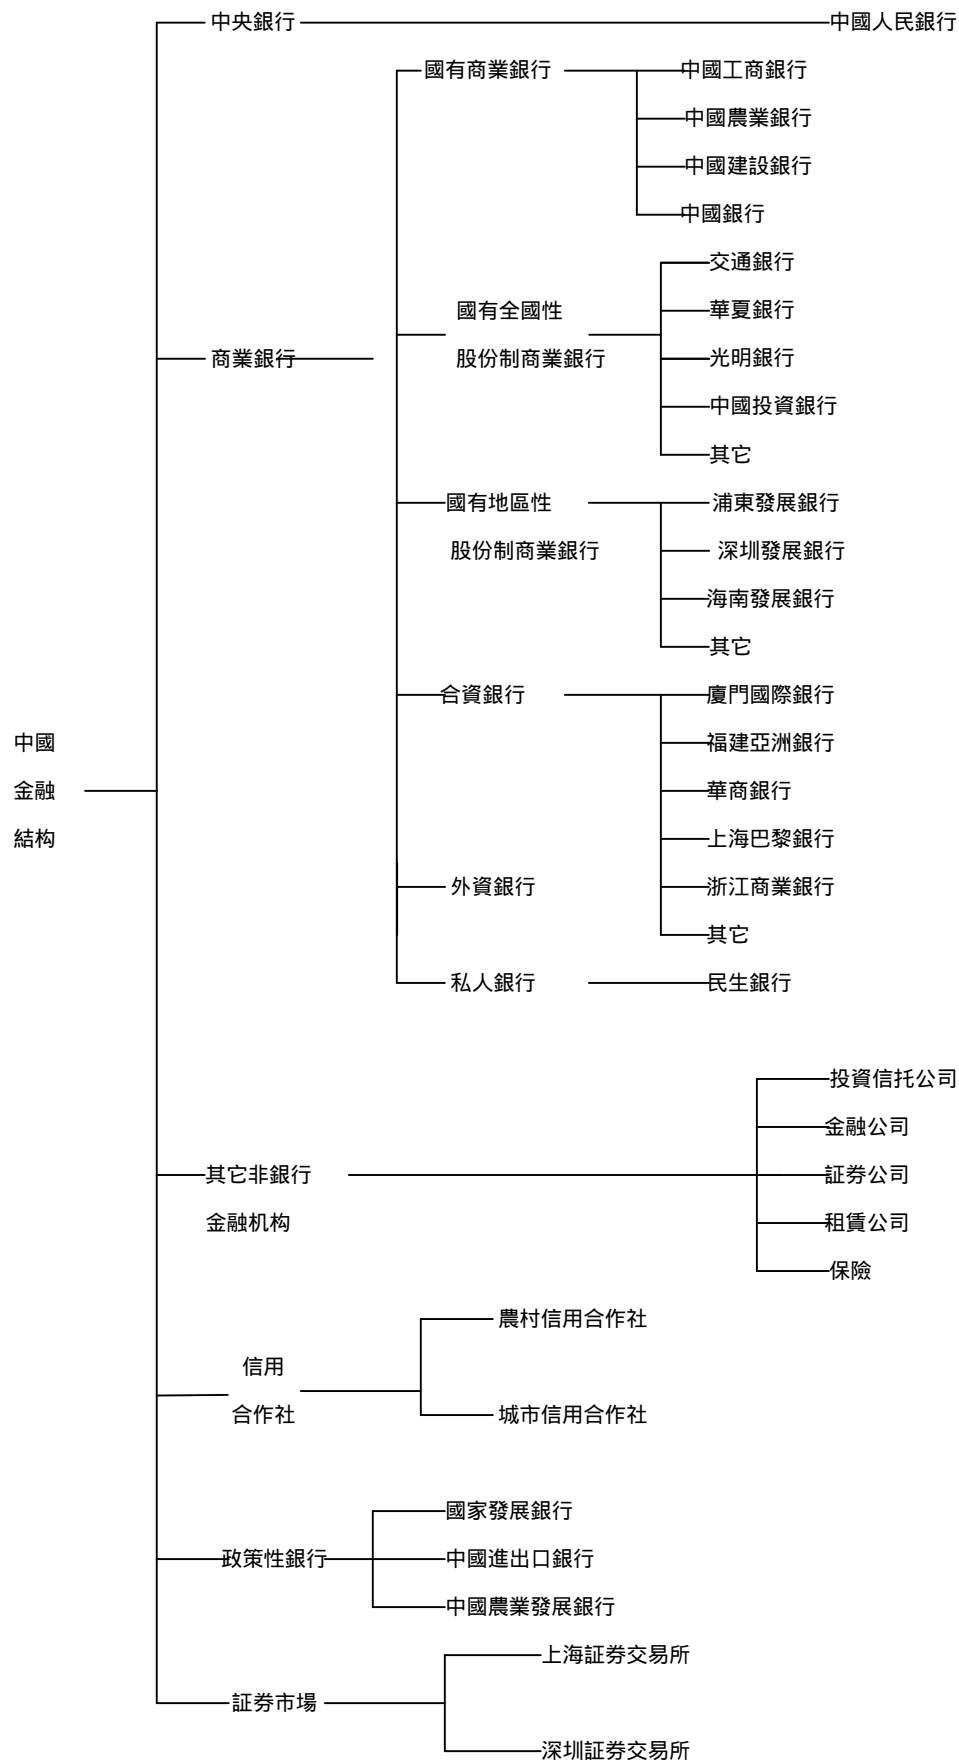 中央銀行
中國人民銀行
國有商業銀行
中國工商銀行
中國農業銀行
中國建設銀行
中國銀行
交通銀行
國有全國性
華夏銀行
商業銀行
股份制商業銀行
光明銀行
中國投資銀行
其它
國有地區性
浦東發展銀行
股份制商業銀行
深圳發展銀行
海南發展銀行
其它
合資銀行
廈門國際銀行
中國
福建亞洲銀行
金融
華商銀行
結构
上海巴黎銀行
外資銀行
浙江商業銀行
其它
私人銀行
民生銀行
投資信托公司
金融公司
其它非銀行
証券公司
金融机构
租賃公司
保險
農村信用合作社
信用
合作社
城市信用合作社
國家發展銀行
政策性銀行
中國進出口銀行
中國農業發展銀行
上海証券交易所
証券市場
深圳証券交易所